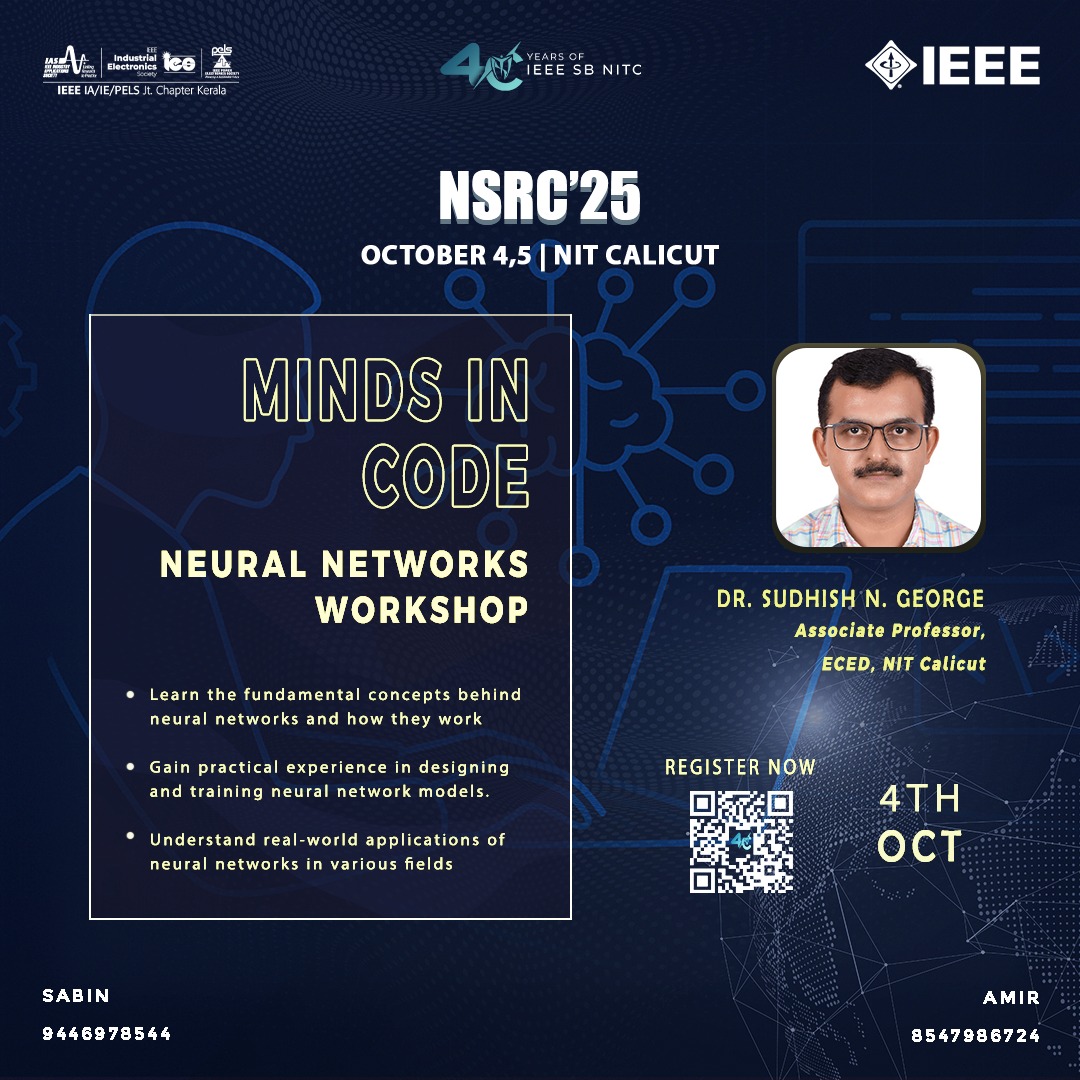 IEEE
Industrial
Electronics
Society
pels
IEEE IA/IE/PELS Jt. Chapter Kerala
YEARS OF
IEEE SB NITC
IEEE
NSRC'25
OCTOBER 4,5 | NIT CALICUT
MINDS IN
CODE
NEURAL NETWORKS
WORKSHOP
• Learn the fundamental concepts behind
neural networks and how they work
• Gain practical experience in designing
and training neural network models.
• Understand real-world applications of
neural networks in various fields
DR. SUDHISH N. GEORGE
Associate Professor,
ECED, NIT Calicut
REGISTER NOW
4TH
OCT
SABIN
9446978544
AMIR
8547986724